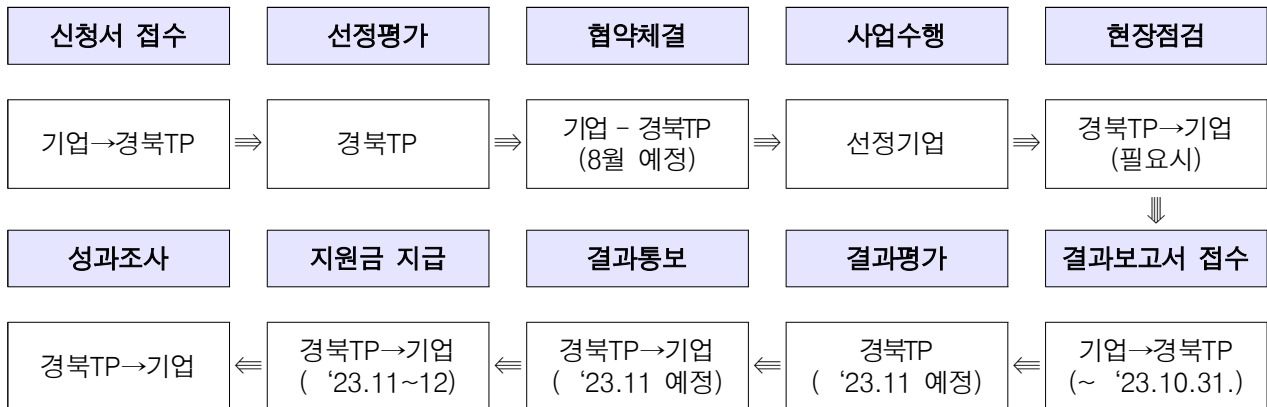 신청서 접수
선정평가
협약체결
사업수행
현장점검
기업→경북TP
⇛
경북TP
⇛
기업 – 경북TP
(8월 예정)
⇛
선정기업
⇛
경북TP→기업
(필요시)
⤋
성과조사
지원금 지급
결과통보
결과평가
결과보고서 접수
경북TP→기업
⇚
경북TP→기업
( ‘23.11~12)
⇚
경북TP→기업
( ‘23.11 예정)
⇚
경북TP
( ‘23.11 예정)
⇚
기업→경북TP
(~ ‘23.10.31.)